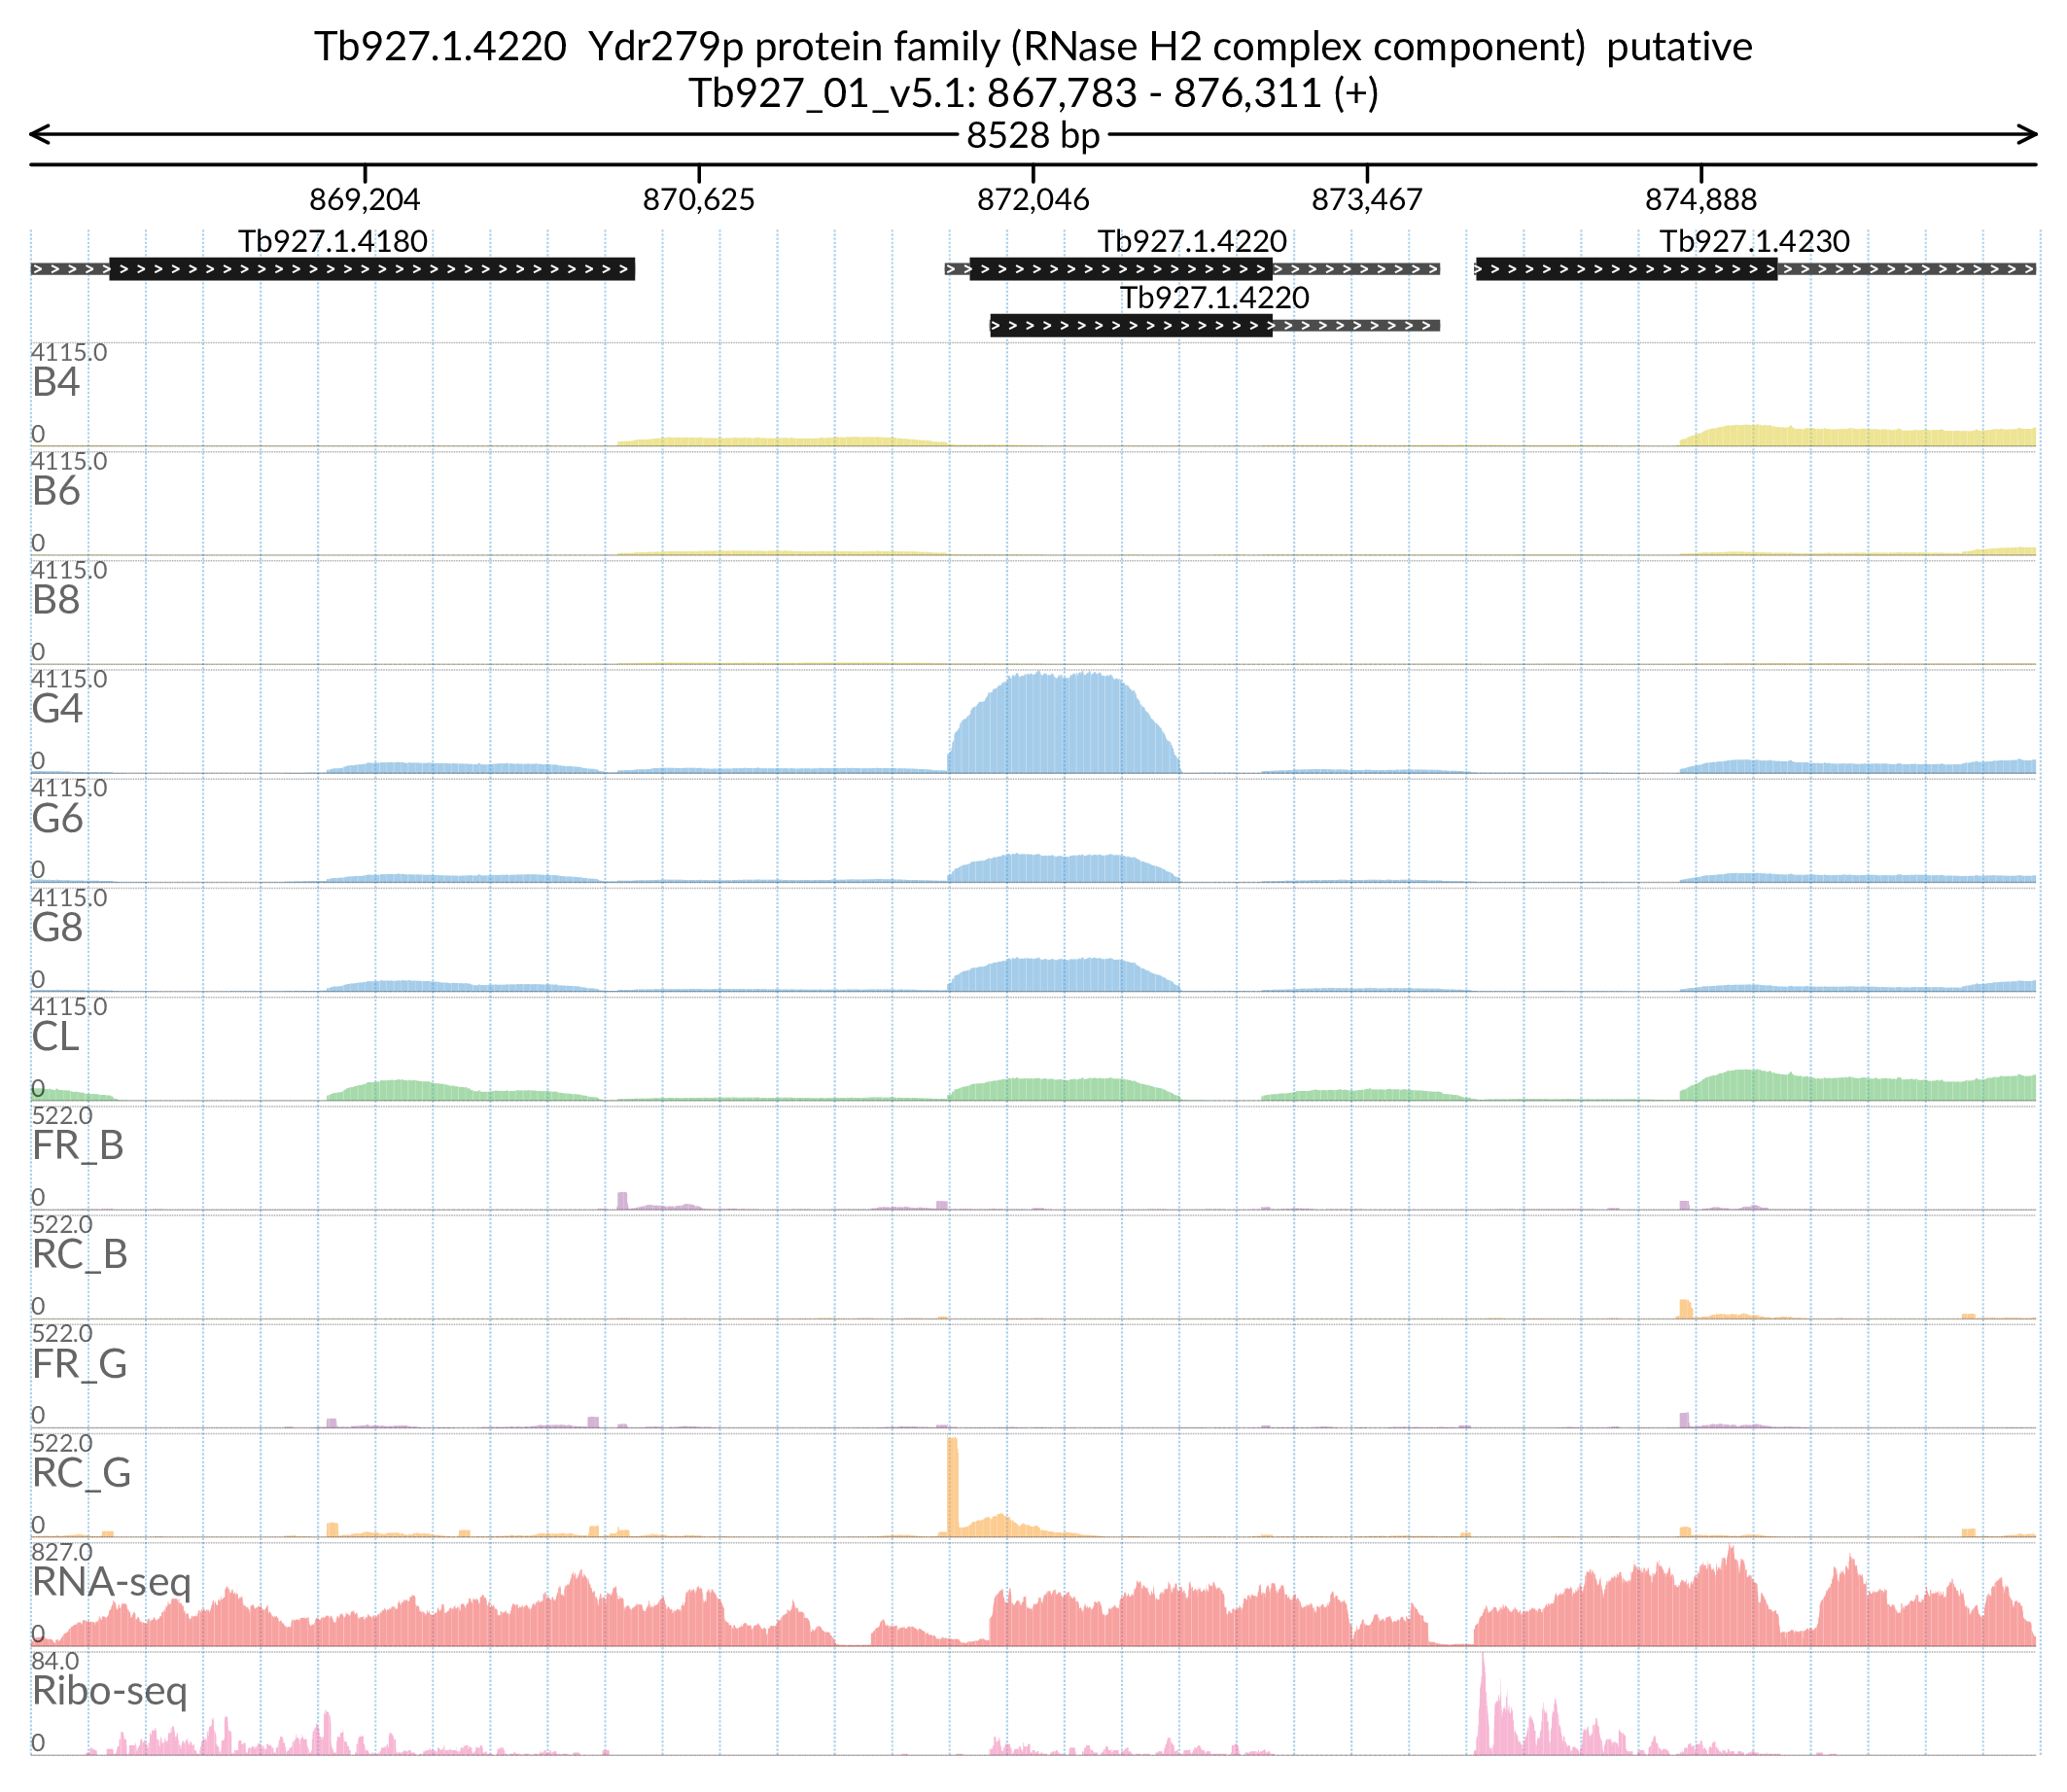 Tb927.1.4220  Ydr279p protein family (RNase H2 complex component)  putative
Tb927_01_v5.1: 867,783 - 876,311 (+)
8528 bp
869,204 870,625 872,046 873,467 874,888
Tb927.1.4180 Tb927.1.4220 Tb927.1.4230
Tb927.1.4220
4115.0
B4
0
4115.0
B6
0
4115.0
B8
0
4115.0
G4
0
4115.0
G6
0
4115.0
G8
0
4115.0
CL
0
522.0
FR_B
0
522.0
RC_B
0
522.0
FR_G
0
522.0
RC_G
0
827.0
RNA-seq
0
84.0
Ribo-seq
0